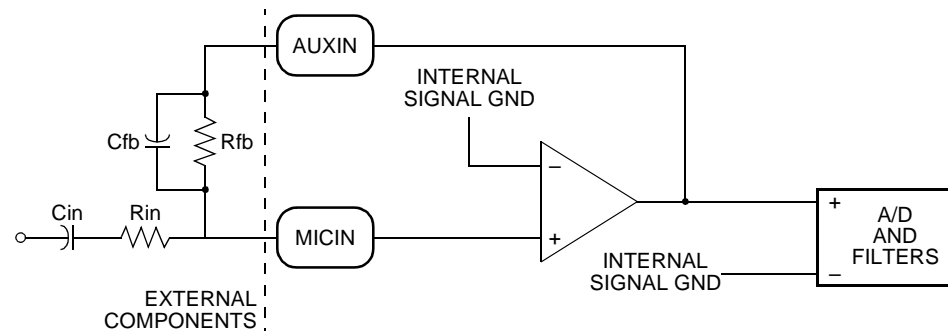 AUXIN
INTERNAL
SIGNAL GND
Cfb
Rfb
–
Cin
Rin
MICIN
+
+
A/D
AND
FILTERS
–
INTERNAL
SIGNAL GND
EXTERNAL
COMPONENTS